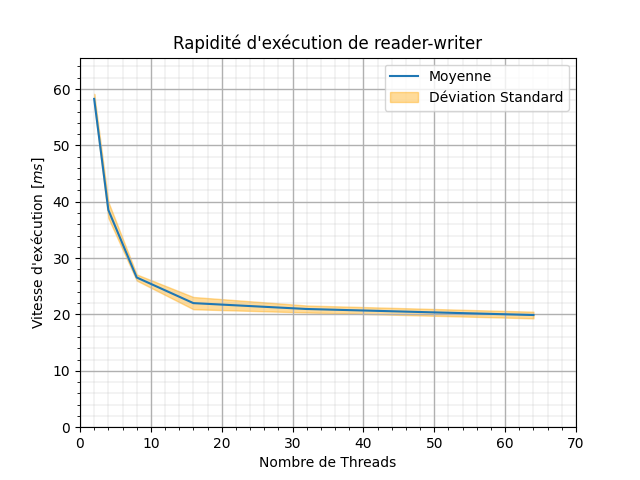 Rapidité d'exécution de reader-writer
Moyenne
Déviation Standard
Vitesse d'exécution [ms]
60
50
40
30
20
10
0
0 10 20 30 40 50 60 70
Nombre de Threads